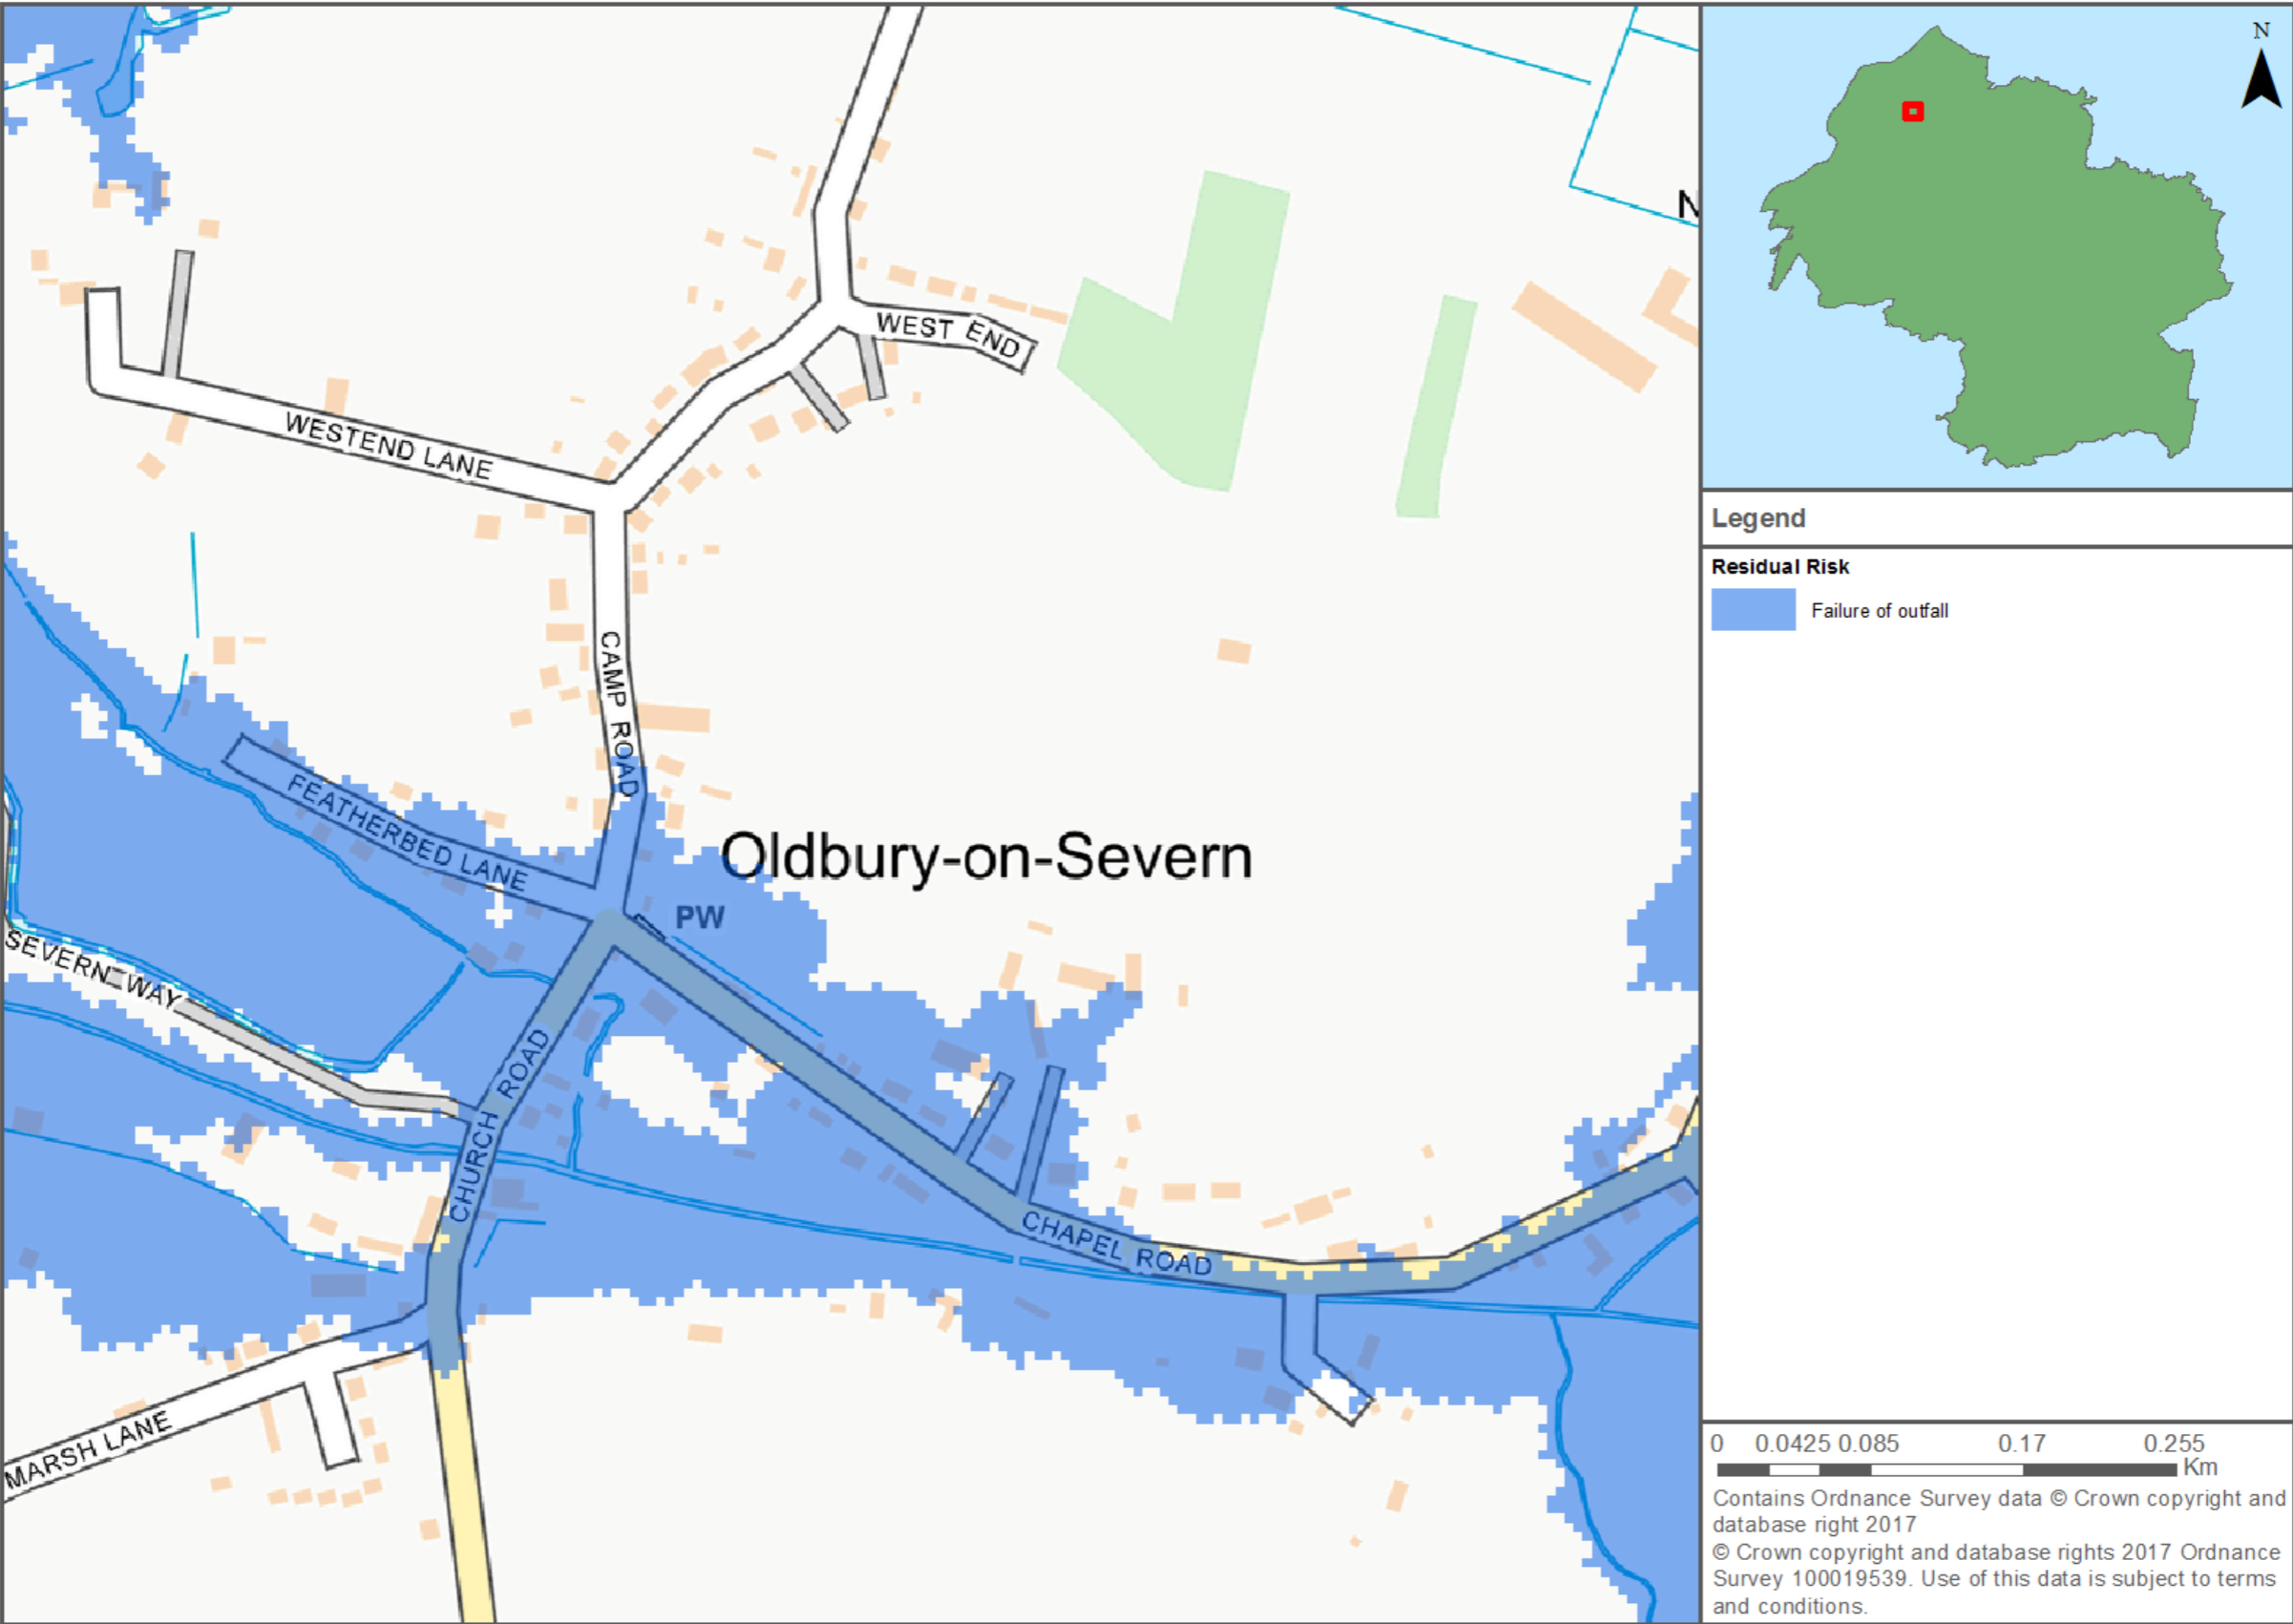 N
WEST END
WESTEND LANE
CAMP ROAD
FEATHERBED LANE
Oldbury-on-Severn
PW
SEVERN WAY
CHURCH ROAD
CHAPEL ROAD
MARSH LANE
N
Legend
Residual Risk
Failure of outfall
0 0.0425 0.085 0.17 0.255
Km
Contains Ordnance Survey data © Crown copyright and
database right 2017
© Crown copyright and database rights 2017 Ordnance
Survey 100019539. Use of this data is subject to terms
and conditions.